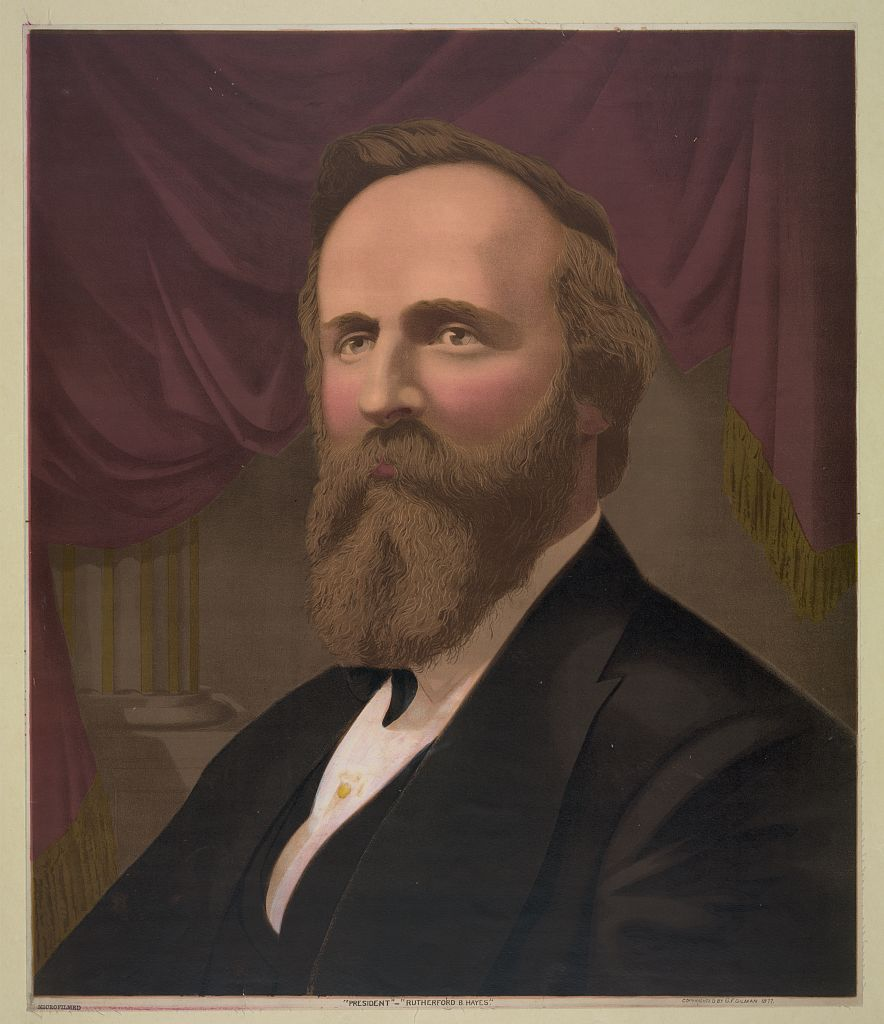 MICROFILMED
"PRESIDENT"–"RUTHERFORD B. HAYES."
COPYRIGHTED BY G.F. GILMAN 1877.